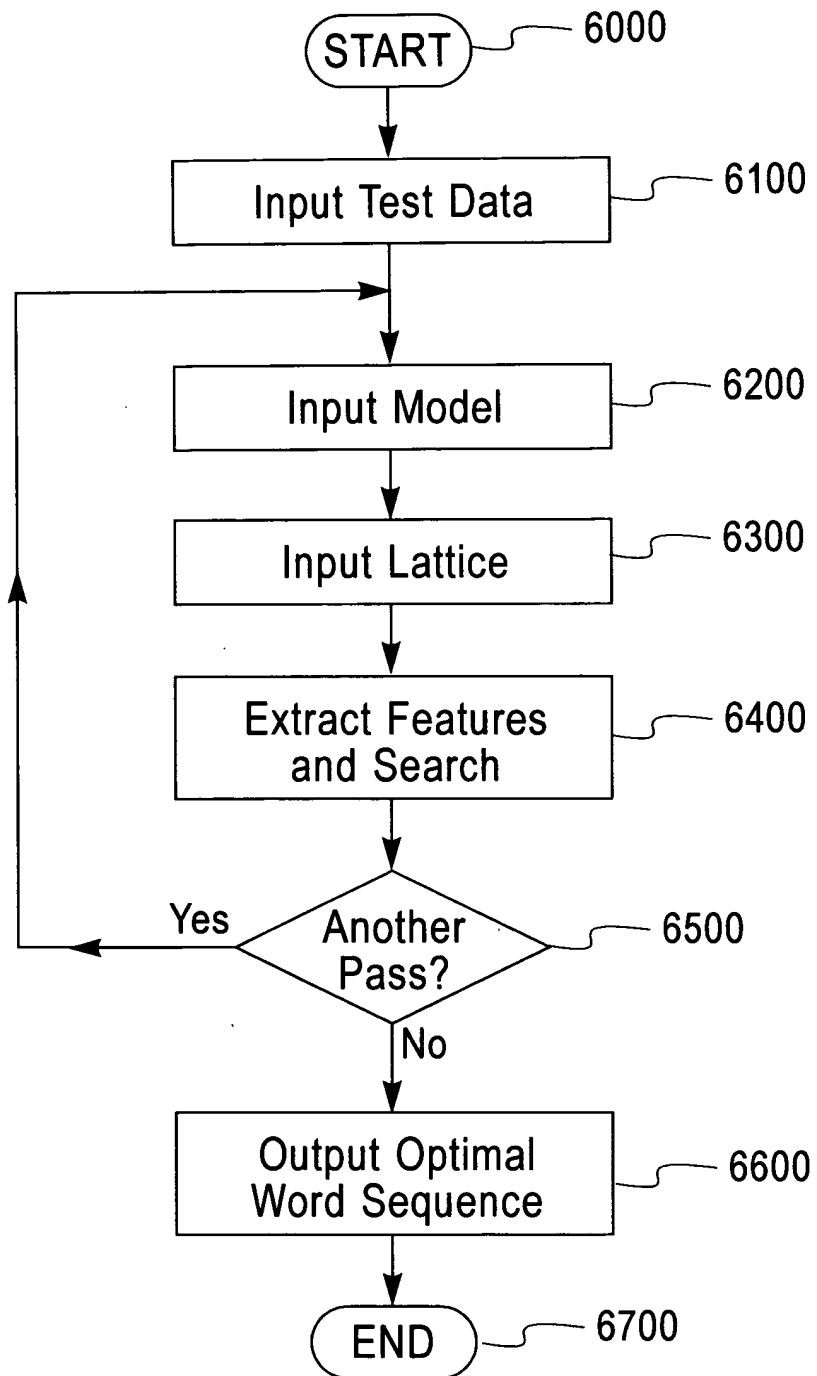 START
6000
Input Test Data
6100
Input Model
6200
Input Lattice
6300
Extract Features
and Search
6400
Yes
Another
Pass?
6500
No
Output Optimal
Word Sequence
6600
END
6700